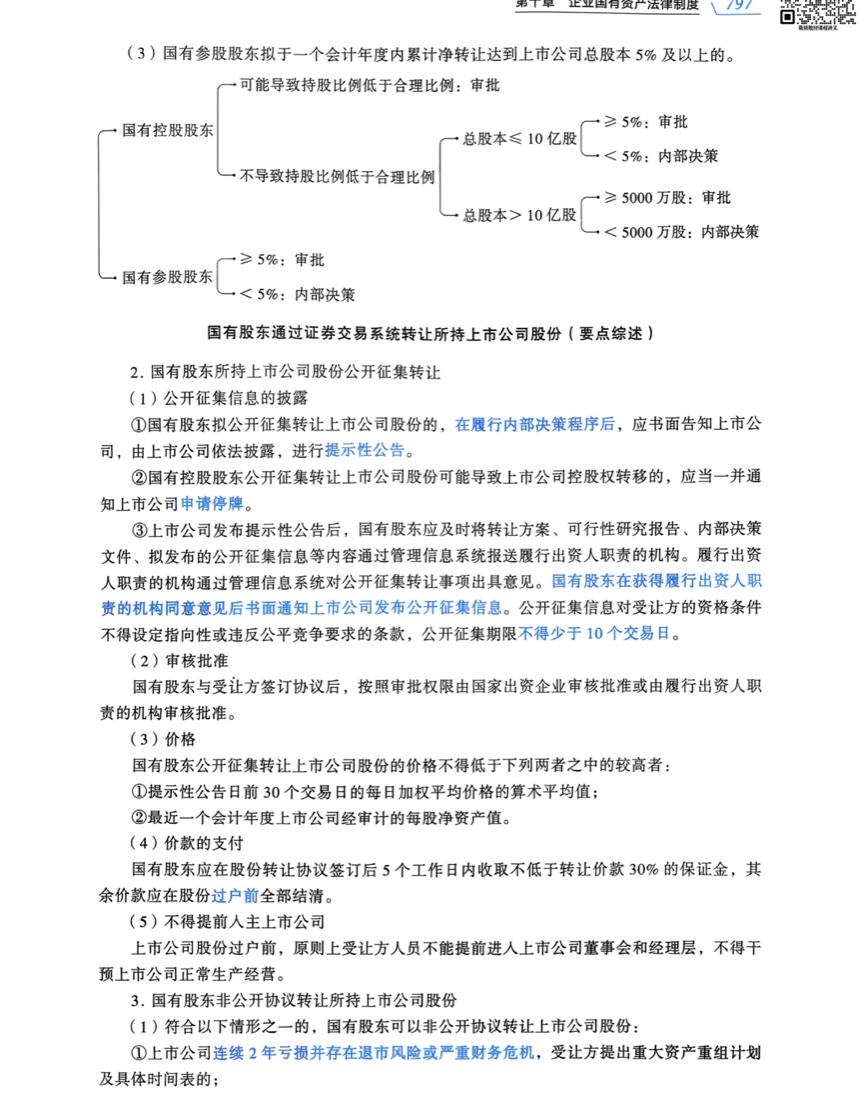 第十章 企业国有资产法律制度 797
(3)国有参股股东拟于一个会计年度内累计净转让达到上市公司总股本 5% 及以上的。
可能导致持股比例低于合理比例:审批
国有控股股东
≥ 5%:审批
总股本≤ 10 亿股
< 5%:内部决策
不导致持股比例低于合理比例
≥ 5000 万股:审批
总股本> 10 亿股
< 5000 万股:内部决策
≥ 5%:审批
国有参股股东
< 5%:内部决策
国有股东通过证券交易系统转让所持上市公司股份(要点综述)
2. 国有股东所持上市公司股份公开征集转让
(1)公开征集信息的披露
①国有股东拟公开征集转让上市公司股份的,在履行内部决策程序后,应书面告知上市公
司,由上市公司依法披露,进行提示性公告。
②国有控股股东公开征集转让上市公司股份可能导致上市公司控股权转移的,应当一并通
知上市公司申请停牌。
③上市公司发布提示性公告后,国有股东应及时将转让方案、可行性研究报告、内部决策
文件、拟发布的公开征集信息等内容通过管理信息系统报送履行出资人职责的机构。履行出资
人职责的机构通过管理信息系统对公开征集转让事项出具意见。国有股东在获得履行出资人职
责的机构同意意见后书面通知上市公司发布公开征集信息。公开征集信息对受让方的资格条件
不得设定指向性或违反公平竞争要求的条款,公开征集期限不得少于 10 个交易日。
(2)审核批准
国有股东与受让方签订协议后,按照审批权限由国家出资企业审核批准或由履行出资人职
责的机构审核批准。
(3)价格
国有股东公开征集转让上市公司股份的价格不得低于下列两者之中的较高者:
①提示性公告日前 30 个交易日的每日加权平均价格的算术平均值;
②最近一个会计年度上市公司经审计的每股净资产值。
(4)价款的支付
国有股东应在股份转让协议签订后 5 个工作日内收取不低于转让价款 30% 的保证金,其
余价款应在股份过户前全部结清。
(5)不得提前入主上市公司
上市公司股份过户前,原则上受让方人员不能提前进入上市公司董事会和经理层,不得干
预上市公司正常生产经营。
3. 国有股东非公开协议转让所持上市公司股份
(1)符合以下情形之一的,国有股东可以非公开协议转让上市公司股份:
①上市公司连续 2 年亏损并存在退市风险或严重财务危机,受让方提出重大资产重组计划
及具体时间表的;